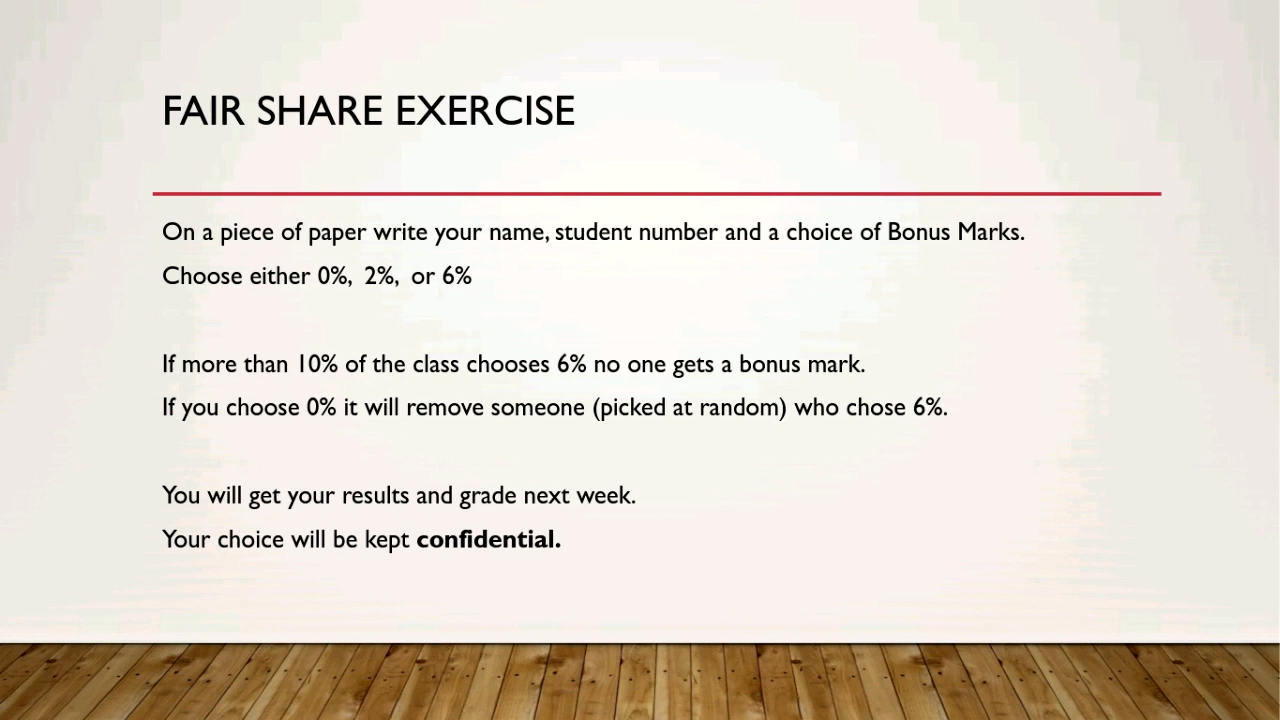 FAIR SHARE EXERCISE
On a piece of paper write your name, student number and a choice of Bonus Marks.
Choose either 0%, 2%, or 6%
If more than 10% of the class chooses 6% no one gets a bonus mark.
If you choose 0% it will remove someone (picked at random) who chose 6%.
You will get your results and grade next week.
Your choice will be kept confidential.